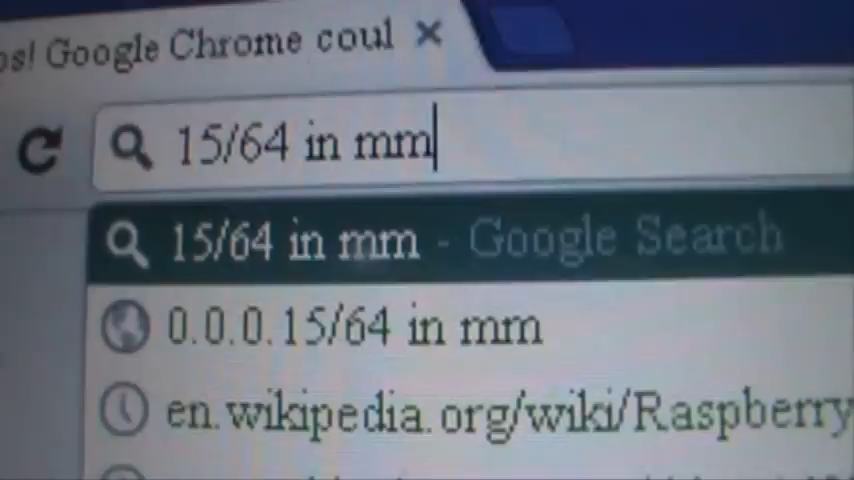 os! Google Chrome coul
15/64 in mm
15/64 in mm - Google Search
0.0.0.15/64 in mm
en.wikipedia.org/wiki/Raspberry